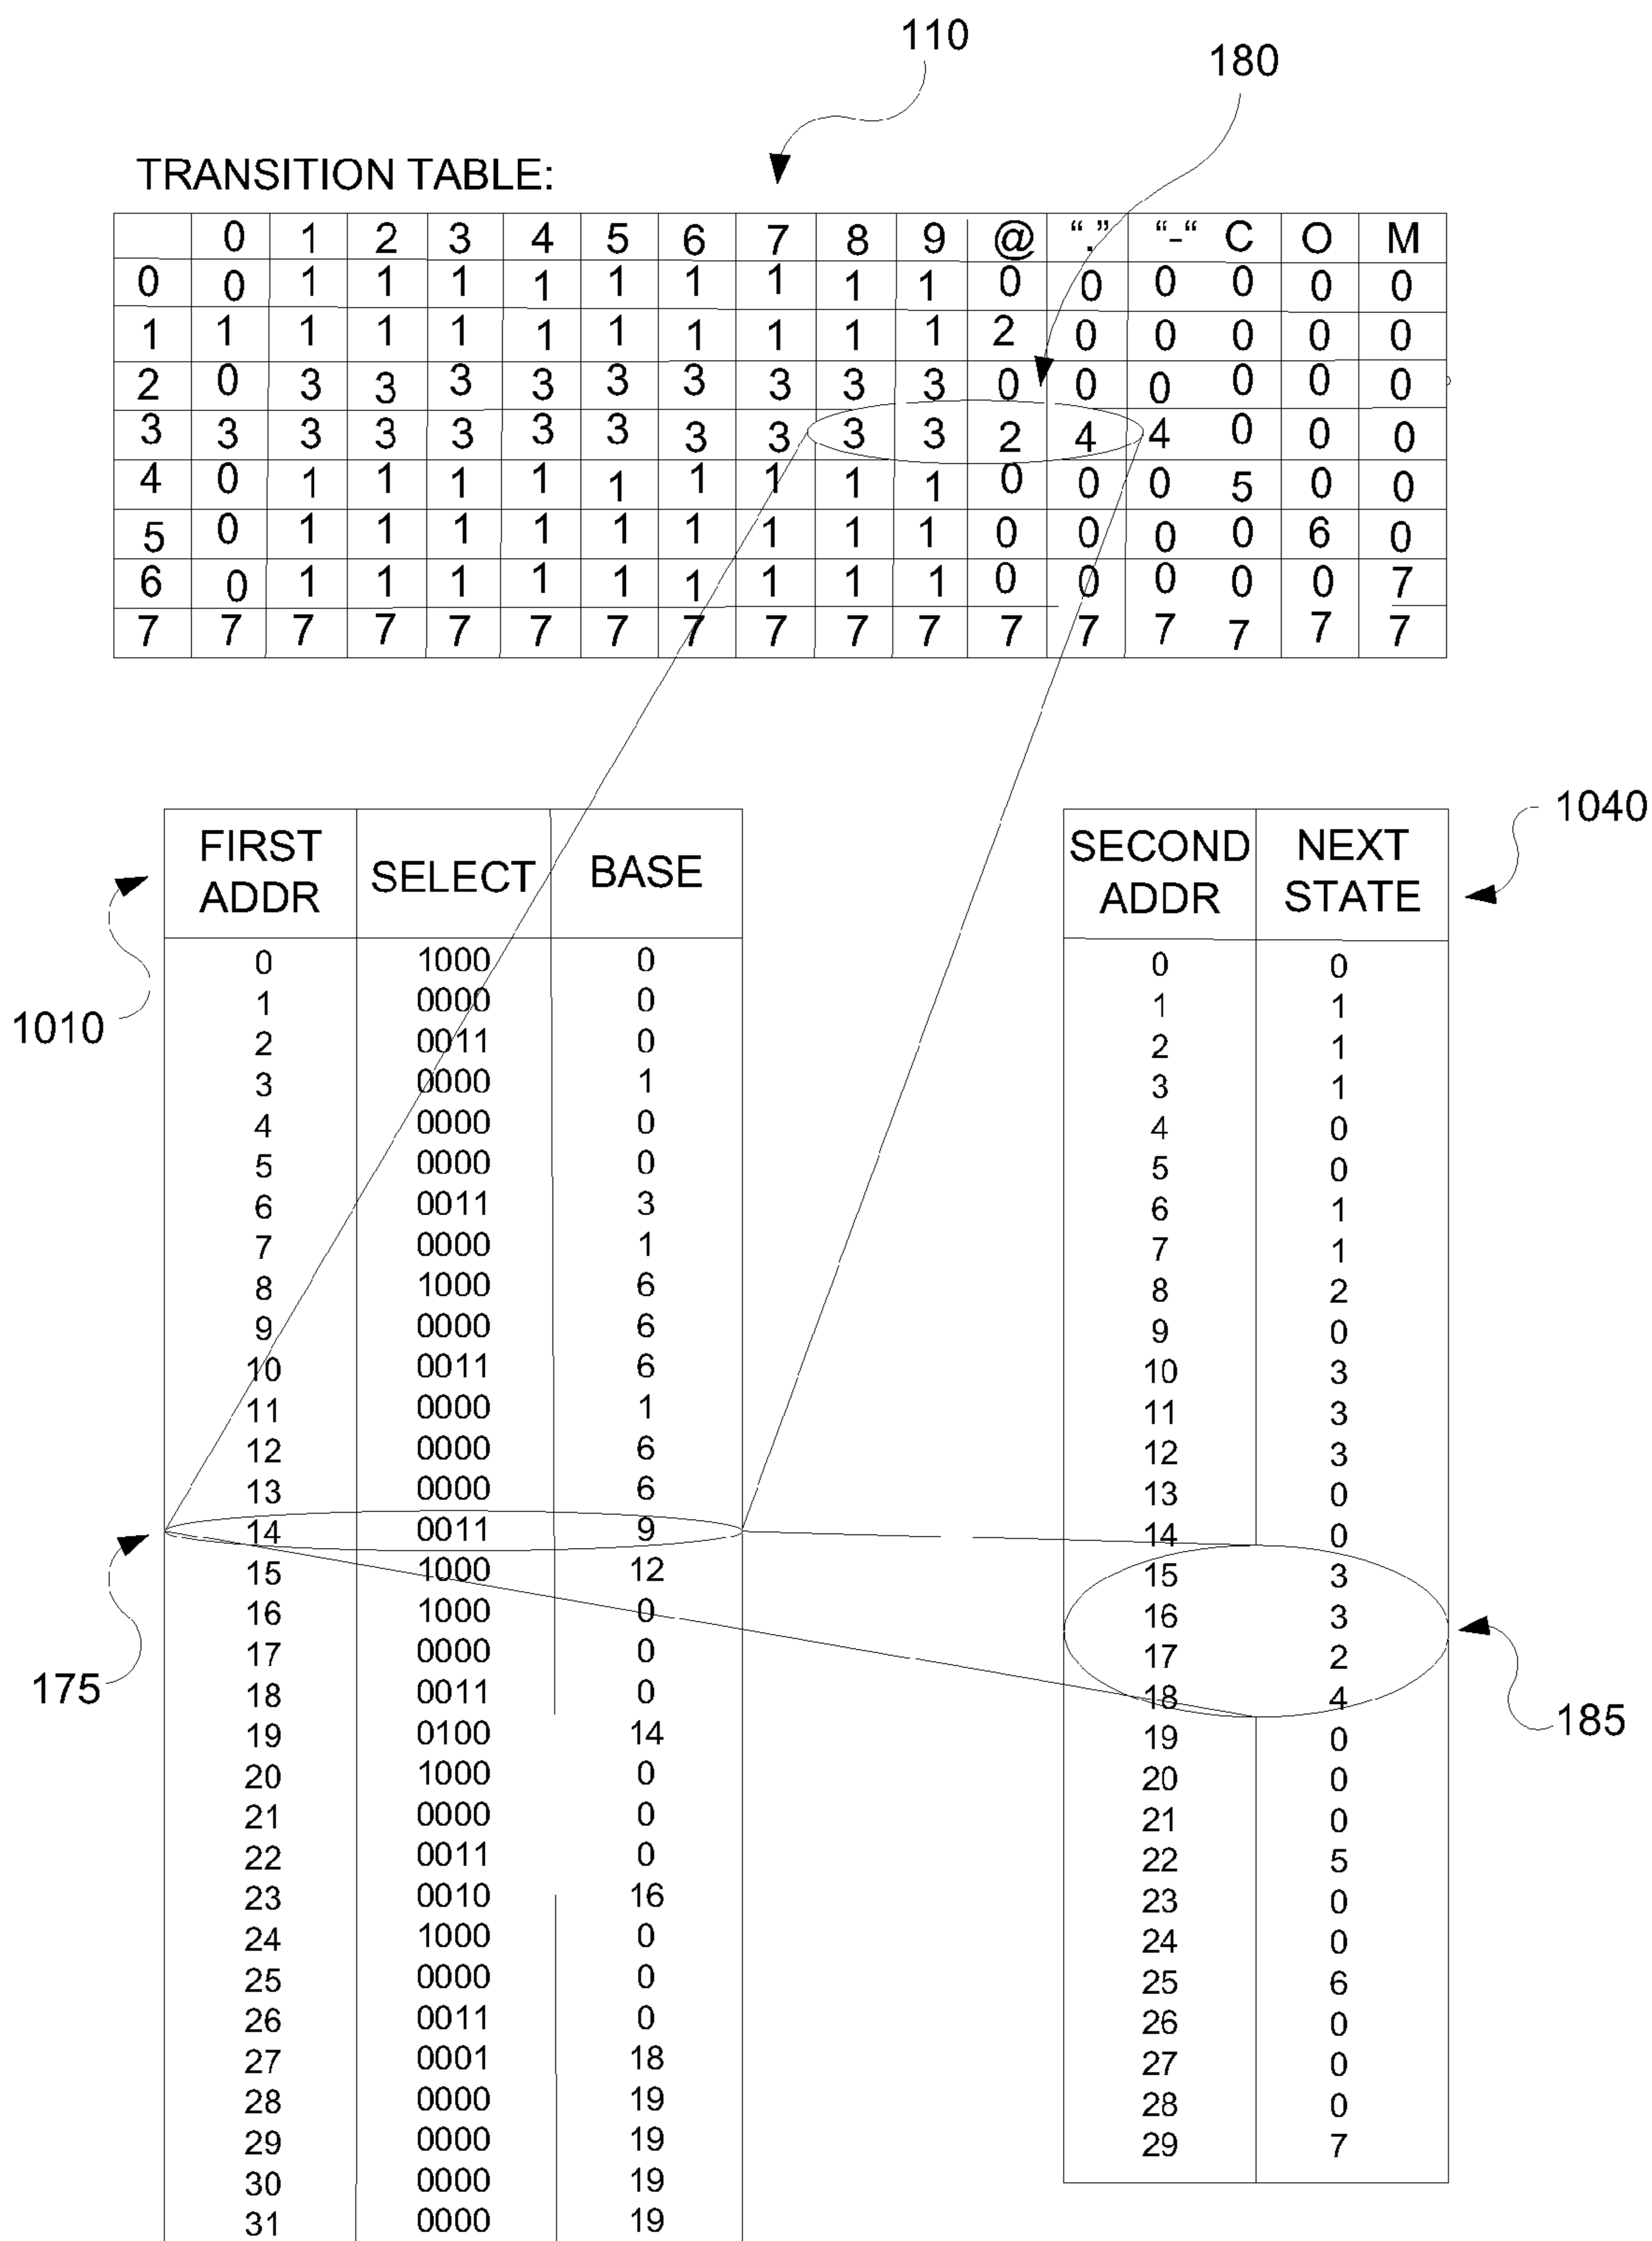 110
180
TRANSITION TABLE:
0 1 2 3 4 5 6 7 8 9 @ “.” “-“ C O M
0 0 1 1 1 1 1 1 1 1 1 0 0 0 0 0 0
1 1 1 1 1 1 1 1 1 1 1 2 0 0 0 0 0
2 0 3 3 3 3 3 3 3 3 3 0 0 0 0 0 0
3 3 3 3 3 3 3 3 3 3 3 2 4 4 0 0 0
4 0 1 1 1 1 1 1 1 1 1 0 0 0 5 0 0
5 0 1 1 1 1 1 1 1 1 1 0 0 0 0 6 0
6 0 1 1 1 1 1 1 1 1 1 0 0 0 0 0 7
7 7 7 7 7 7 7 7 7 7 7 7 7 7 7 7 7
1010
FIRST ADDR SELECT BASE
0 1000 0
1 0000 0
2 0011 0
3 0000 1
4 0000 0
5 0000 0
6 0011 3
7 0000 1
8 1000 6
9 0000 6
10 0011 6
11 0000 1
12 0000 6
13 0000 6
14 0011 9
15 1000 12
16 1000 0
17 0000 0
18 0011 0
19 0100 14
20 1000 0
21 0000 0
22 0011 0
23 0010 16
24 1000 0
25 0000 0
26 0011 0
27 0001 18
28 0000 19
29 0000 19
30 0000 19
31 0000 19
175
1040
SECOND ADDR NEXT STATE
0 0
1 1
2 1
3 1
4 0
5 0
6 1
7 1
8 2
9 0
10 3
11 3
12 3
13 0
14 0
15 3
16 3
17 2
18 4
19 0
20 0
21 0
22 5
23 0
24 0
25 6
26 0
27 0
28 0
29 7
185